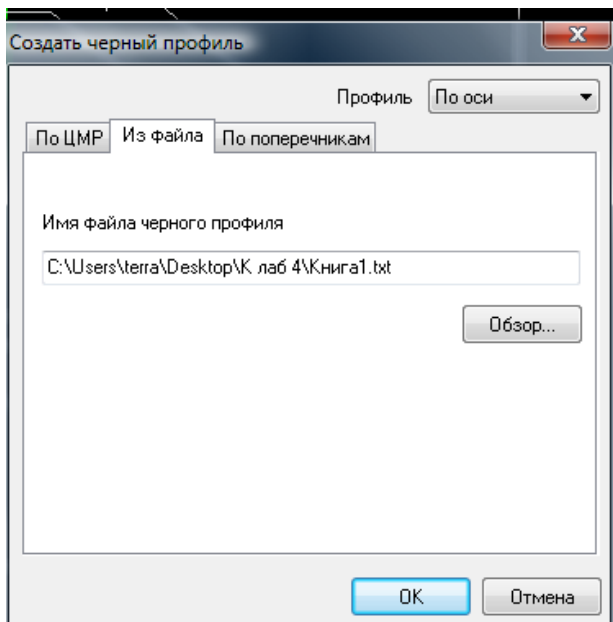 Создать черный профиль
Профиль По оси
По ЦМР Из файла По поперечникам
Имя файла черного профиля
C:\Users\terra\Desktop\К лаб 4\Книга1.txt
Обзор...
OK Отмена